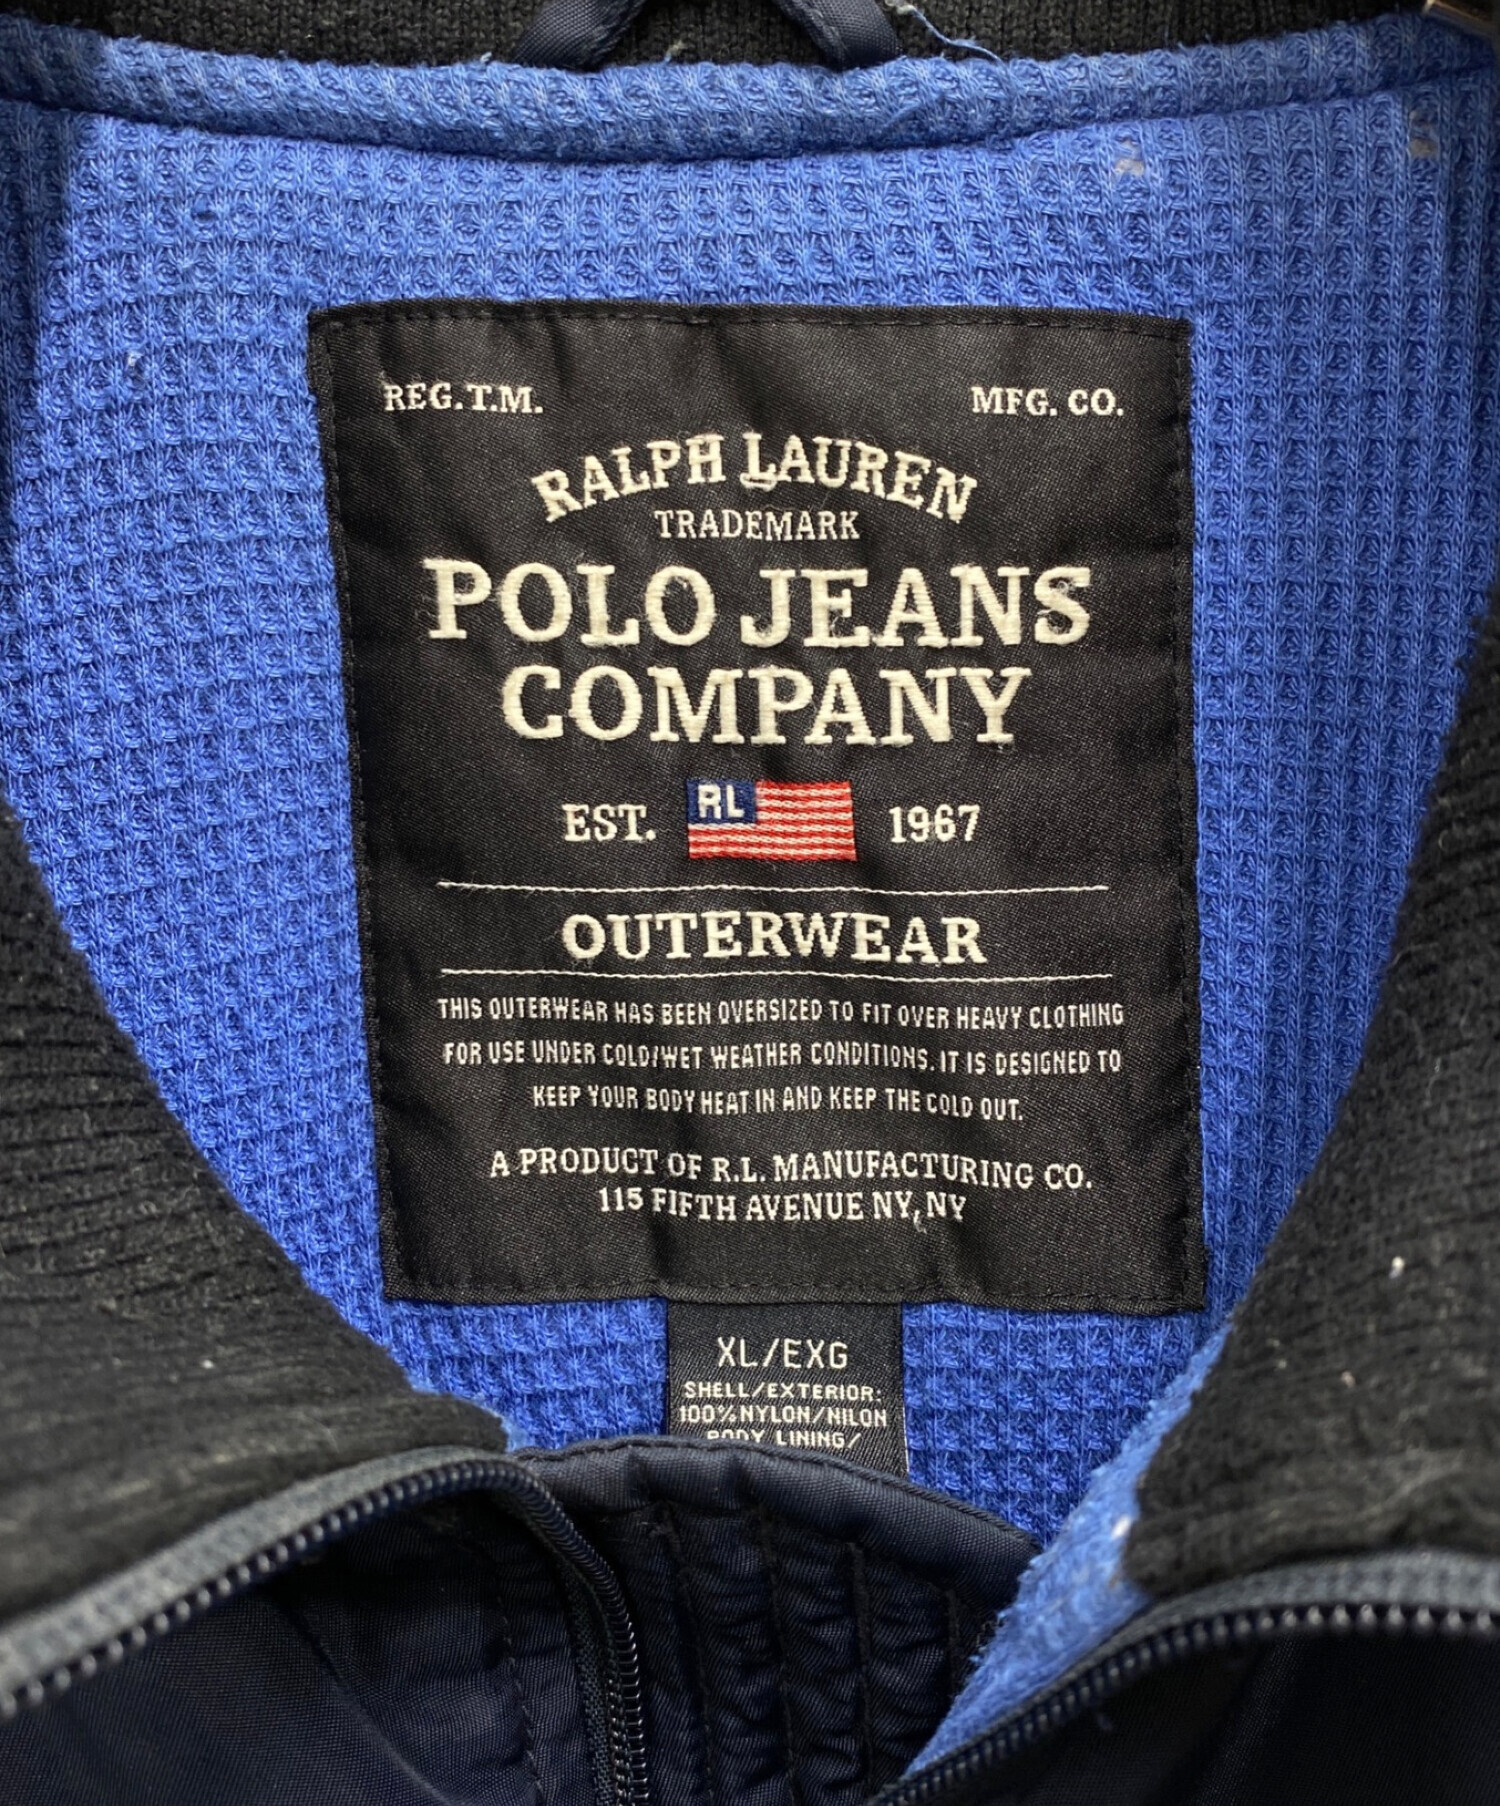 REG.T.M. MFG. CO.
RALPH LAUREN
TRADEMARK
POLO JEANS
COMPANY
EST. RL 1967
OUTERWEAR
THIS OUTERWEAR HAS BEEN OVERSIZED TO FIT OVER HEAVY CLOTHING
FOR USE UNDER COLD/WET WEATHER CONDITIONS. IT IS DESIGNED TO
KEEP YOUR BODY HEAT IN AND KEEP THE COLD OUT.
A PRODUCT OF R.L. MANUFACTURING CO.
115 FIFTH AVENUE NY, NY
XL/EXG
SHELL/EXTERIOR:
100% NYLON/NILON
BODY LINING/